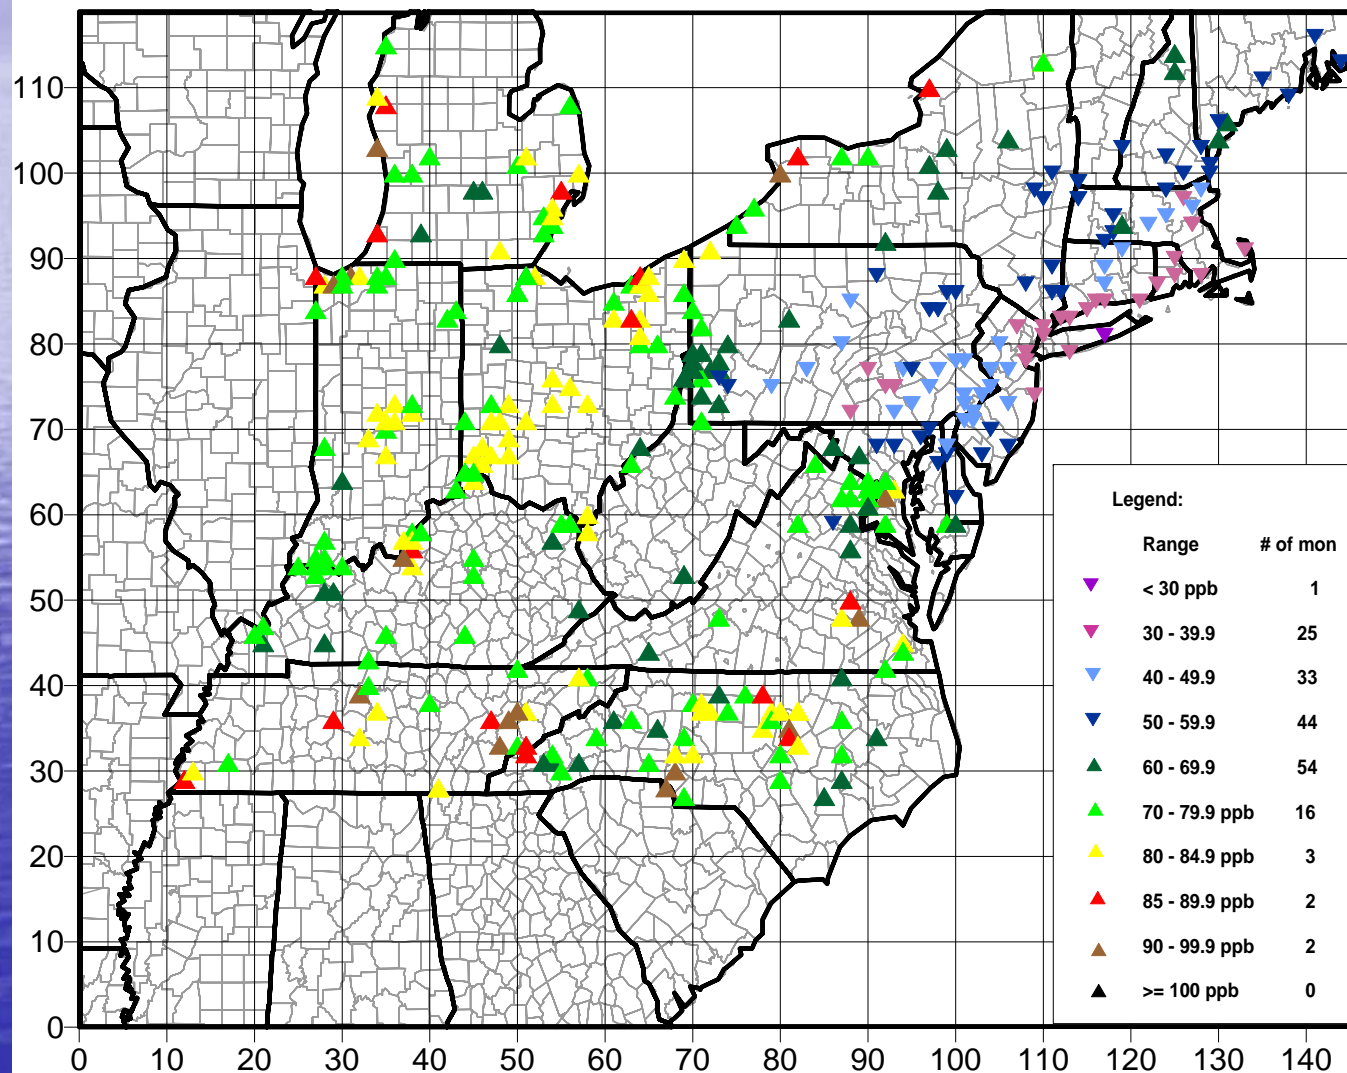 110
100
90
80
70
60
50
40
30
20
10
0
0 10 20 30 40 50 60 70 80 90 100 110 120 130 140
Legend:
Range # of mon
< 30 ppb 1
30 - 39.9 25
40 - 49.9 33
50 - 59.9 44
60 - 69.9 54
70 - 79.9 ppb 16
80 - 84.9 ppb 3
85 - 89.9 ppb 2
90 - 99.9 ppb 2
>= 100 ppb 0